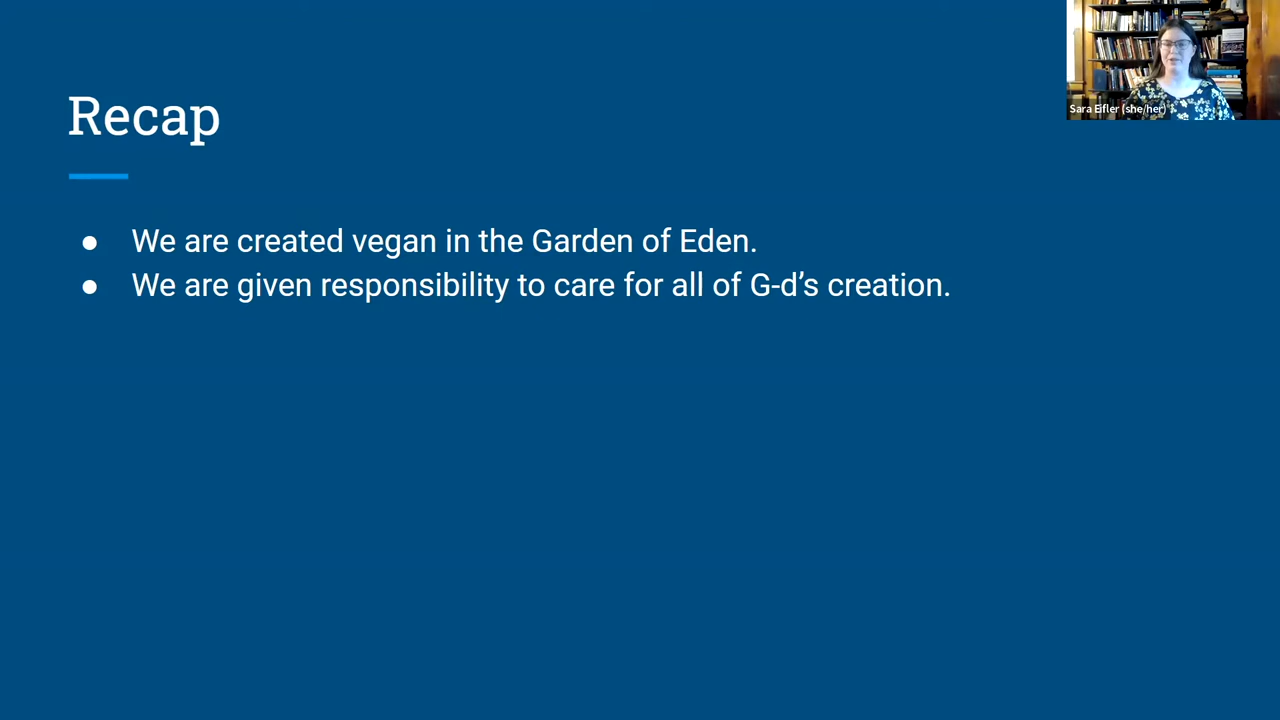 Recap
● We are created vegan in the Garden of Eden.
● We are given responsibility to care for all of G-d’s creation.
Sara Eifler (she/her)